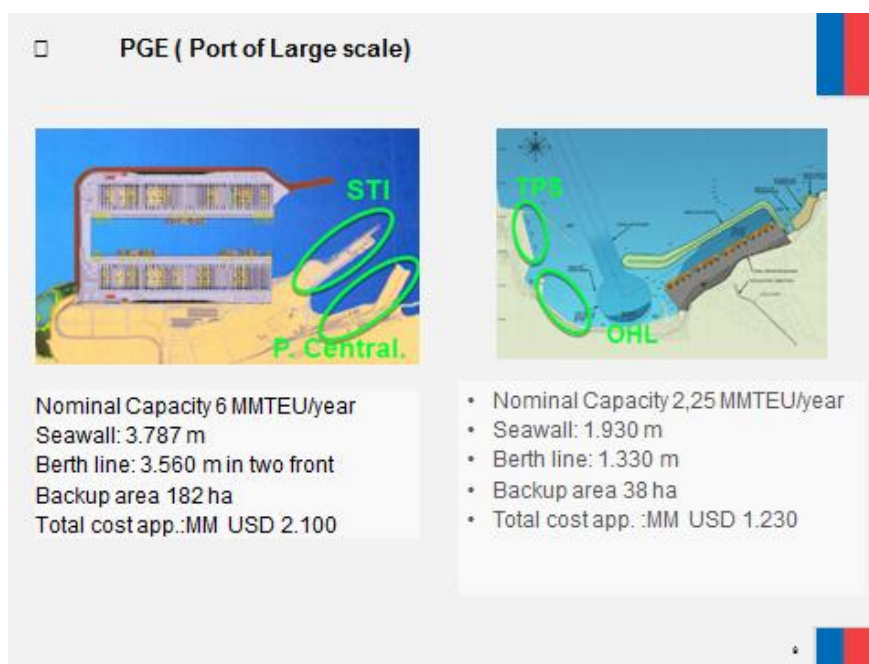 PGE ( Port of Large scale)
STI
P. Central.
TPS
OHL
Nominal Capacity 6 MMTEU/year
Seawall: 3.787 m
Berth line: 3.560 m in two front
Backup area 182 ha
Total cost app.:MM USD 2.100
• Nominal Capacity 2,25 MMTEU/year
• Seawall: 1.930 m
• Berth line: 1.330 m
• Backup area 38 ha
• Total cost app. :MM USD 1.230